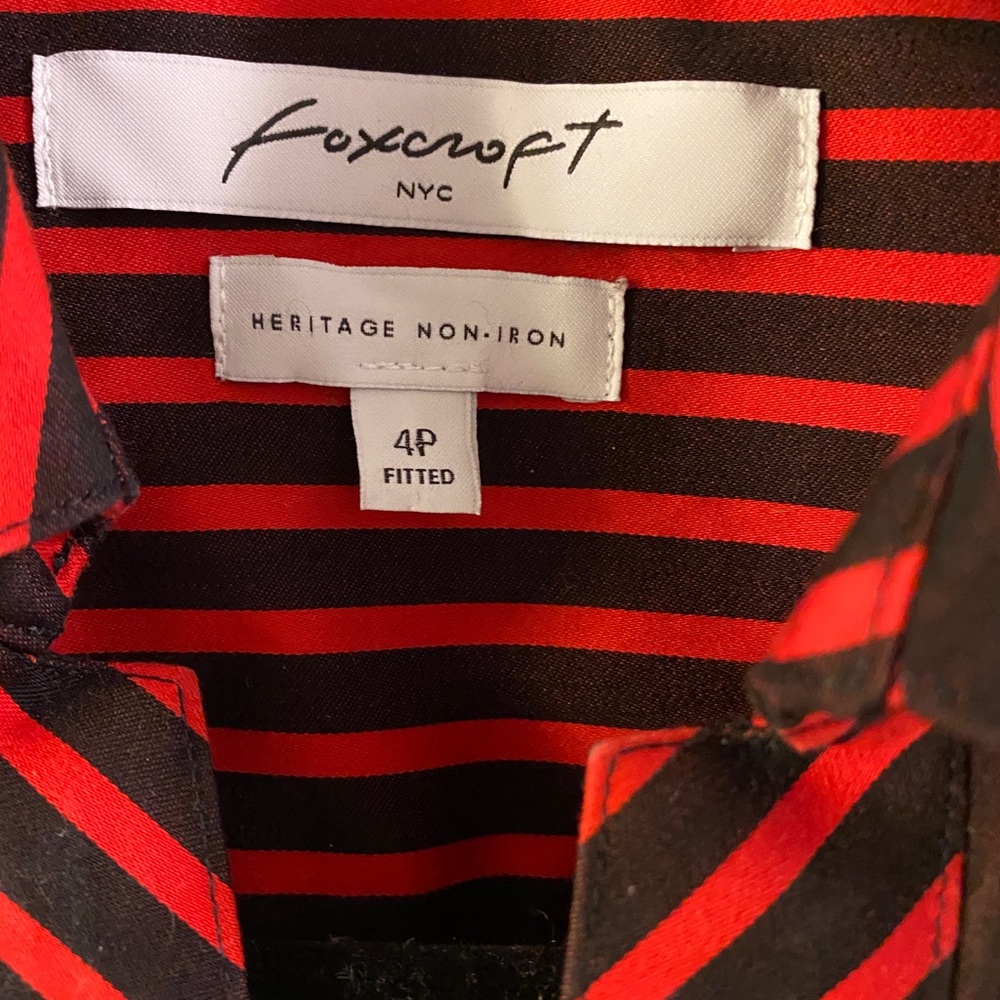 Foxcroft
NYC
HERITAGE NON-IRON
4P
FITTED